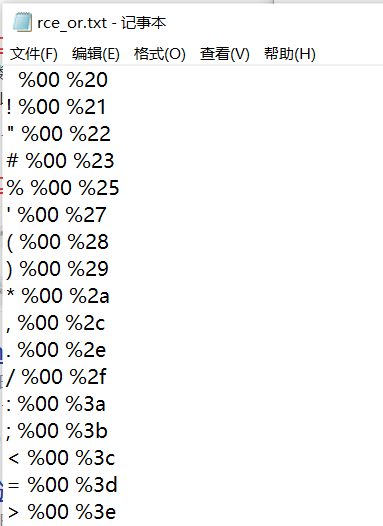 rce_or.txt - 记事本
文件(F) 编辑(E) 格式(O) 查看(V) 帮助(H)
%00 %20
! %00 %21
" %00 %22
# %00 %23
% %00 %25
' %00 %27
( %00 %28
) %00 %29
* %00 %2a
, %00 %2c
. %00 %2e
/ %00 %2f
: %00 %3a
; %00 %3b
< %00 %3c
= %00 %3d
> %00 %3e